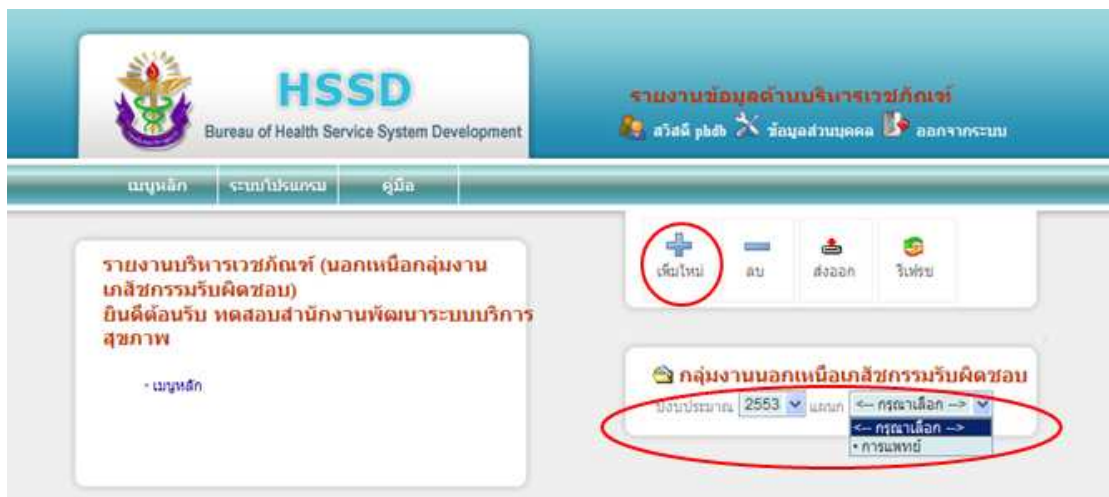 HSSD
Bureau of Health Service System Development
รายงานข้อมูลด้านบริหารเวชภัณฑ์
สวัสดี phdb ข้อมูลส่วนบุคคล ออกจากระบบ
เมนูหลัก ระบบโปรแกรม คู่มือ
เพิ่มใหม่ ลบ ส่งออก รีเฟรช
รายงานบริหารเวชภัณฑ์ (นอกเหนือกลุ่มงาน
เภสัชกรรมรับผิดชอบ)
ยินดีต้อนรับ ทดสอบสำนักงานพัฒนาระบบบริการ
สุขภาพ
· เมนูหลัก
กลุ่มงานนอกเหนือเภสัชกรรมรับผิดชอบ
ปีงบประมาณ 2553 แผนก <-- กรุณาเลือก -->
<-- กรุณาเลือก -->
• การแพทย์